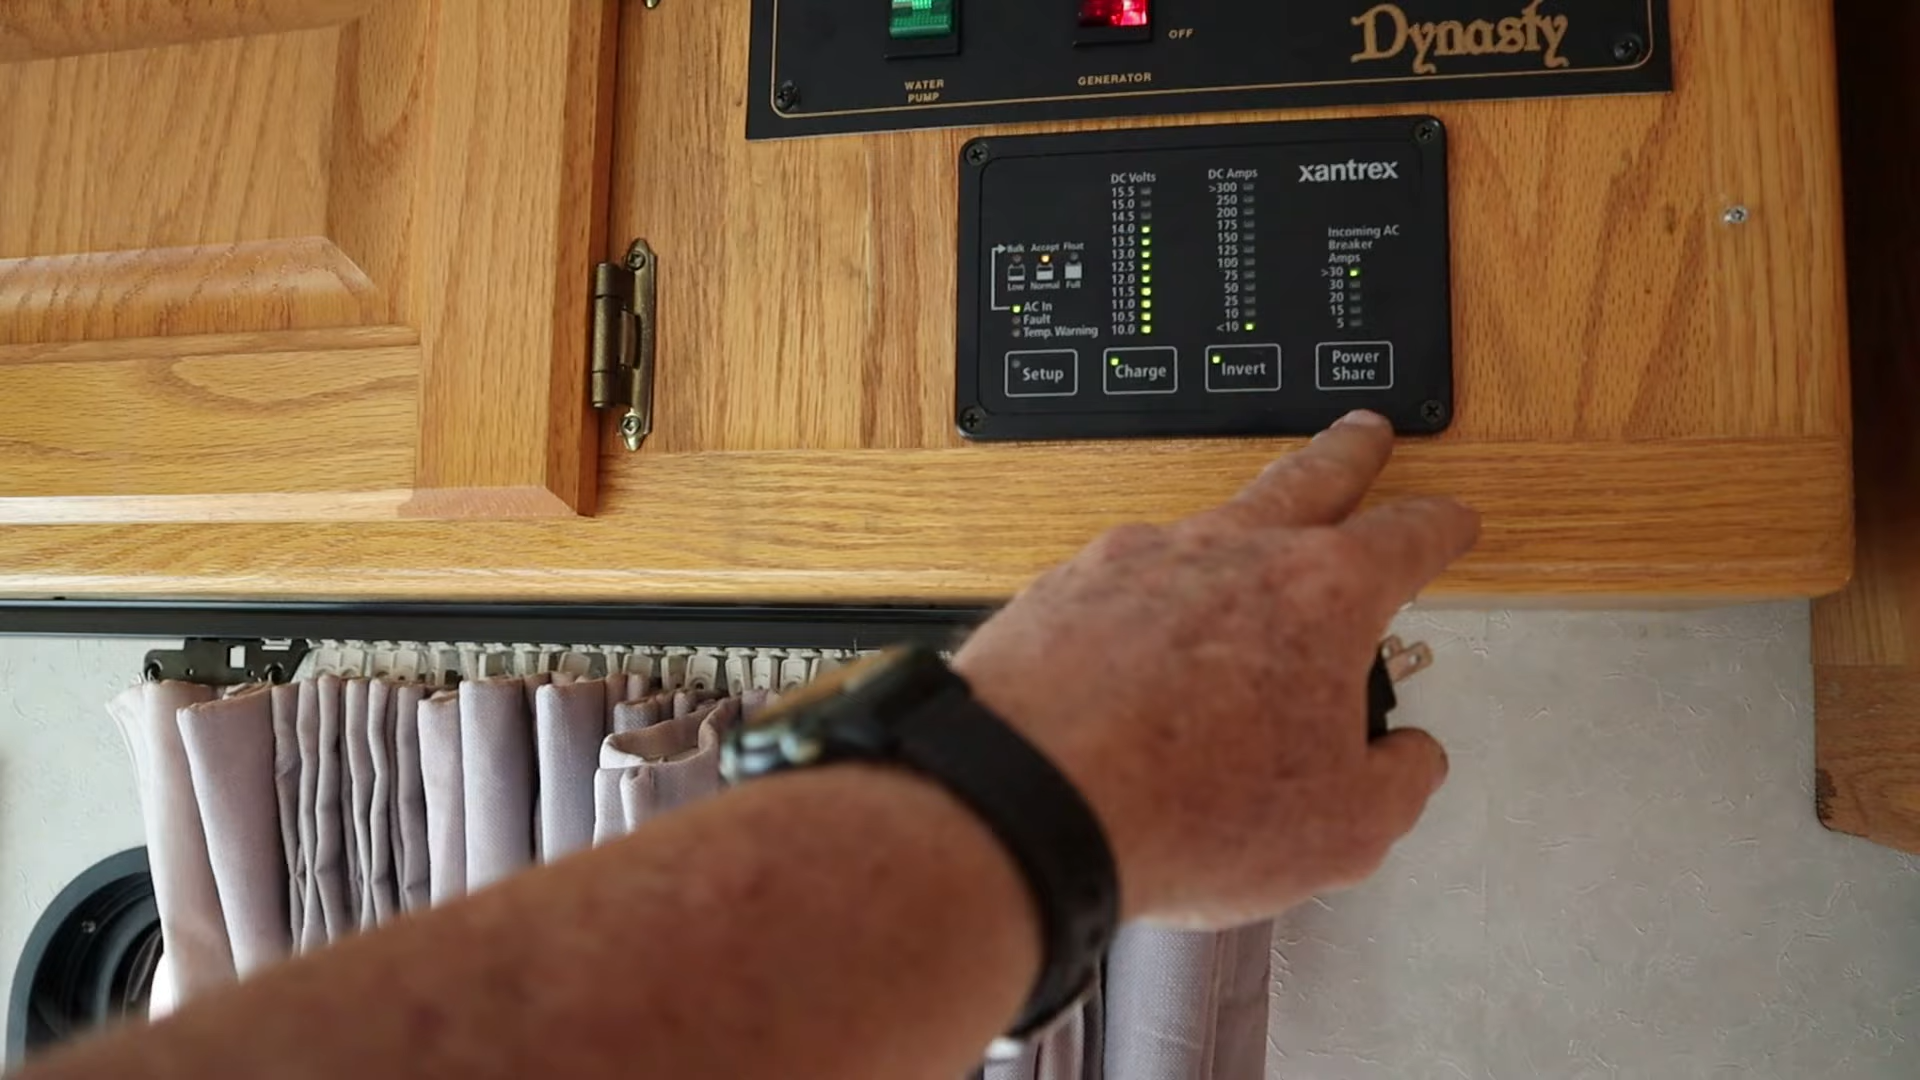 WATER
PUMP
GENERATOR
OFF
Dynasty
xantrex
DC Volts
15.5
15.0
14.5
14.0
13.5
13.0
12.5
12.0
11.5
11.0
10.5
10.0
DC Amps
>300
250
200
175
150
125
100
75
50
25
10
<10
Incoming AC
Breaker
Amps
>30
30
20
15
5
Bulk Accept Float
Low Normal Full
AC In
Fault
Temp. Warning
Setup
Charge
Invert
Power
Share